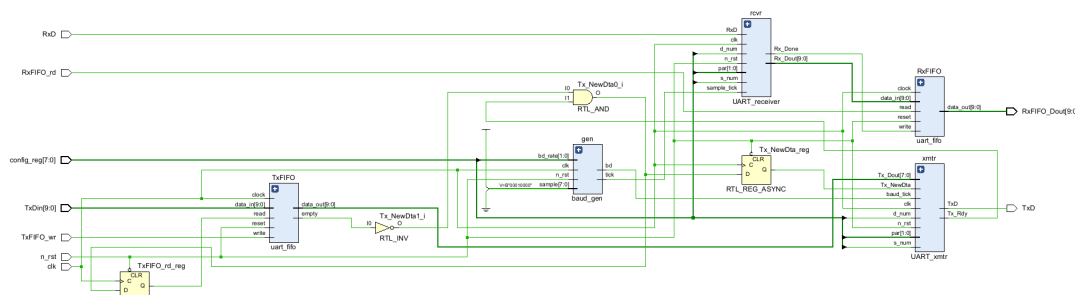 rcvr
RxD
RxD
clk
d_num
n_rst
par[1:0]
s_num
sample_tick
Rx_Done
Rx_Dout[9:0]
UART_receiver
RxFIFO_rd
Tx_NewDta0_i
I0
I1
O
RTL_AND
RxFIFO
clock
data_in[9:0]
read
reset
write
data_out[9:0]
uart_fifo
RxFIFO_Dout[9:0
config_reg[7:0]
gen
bd_rate[1:0]
clk
n_rst
sample[7:0]
bd
tick
baud_gen
Tx_NewDta_reg
CLR
C
D
Q
RTL_REG_ASYNC
xmtr
Tx_Dout[7:0]
Tx_NewDta
baud_tick
clk
d_num
n_rst
par[1:0]
s_num
TxD
Tx_Rdy
UART_xmtr
TxD
TxFIFO
clock
data_in[9:0]
read
reset
write
data_out[9:0]
empty
uart_fifo
Tx_NewDta1_i
I0
O
RTL_INV
TxDin[9:0]
TxFIFO_wr
n_rst
clk
TxFIFO_rd_reg
CLR
C
D
Q